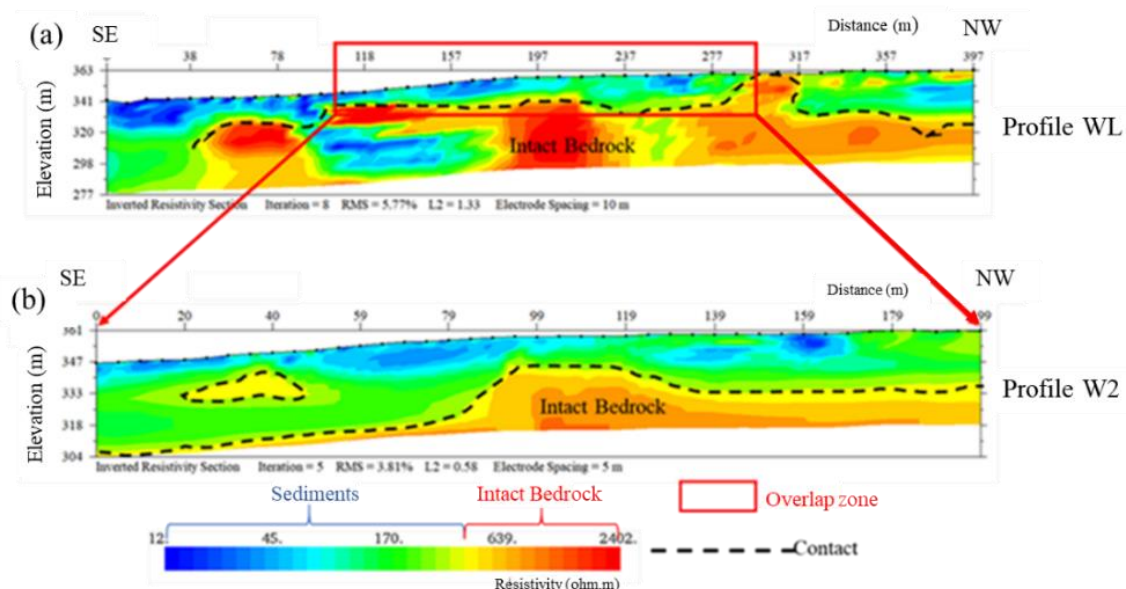 (a) SE Distance (m) NW
38 78 118 157 197 237 277 317 357 397
Elevation (m)
363
341
320
298
277
Intact Bedrock
Profile WL
Inverted Resistivity Section Iteration = 8 RMS = 5.77% L2 = 1.33 Electrode Spacing = 10 m
SE NW
(b) Distance (m)
0 20 40 59 79 99 119 139 159 179 99
Elevation (m)
361
347
333
318
304
Intact Bedrock
Profile W2
Inverted Resistivity Section Iteration = 5 RMS = 3.81% L2 = 0.58 Electrode Spacing = 5 m
Sediments Intact Bedrock Overlap zone
12. 45. 170. 639. 2402.
Contact
Resistivity (ohm.m)